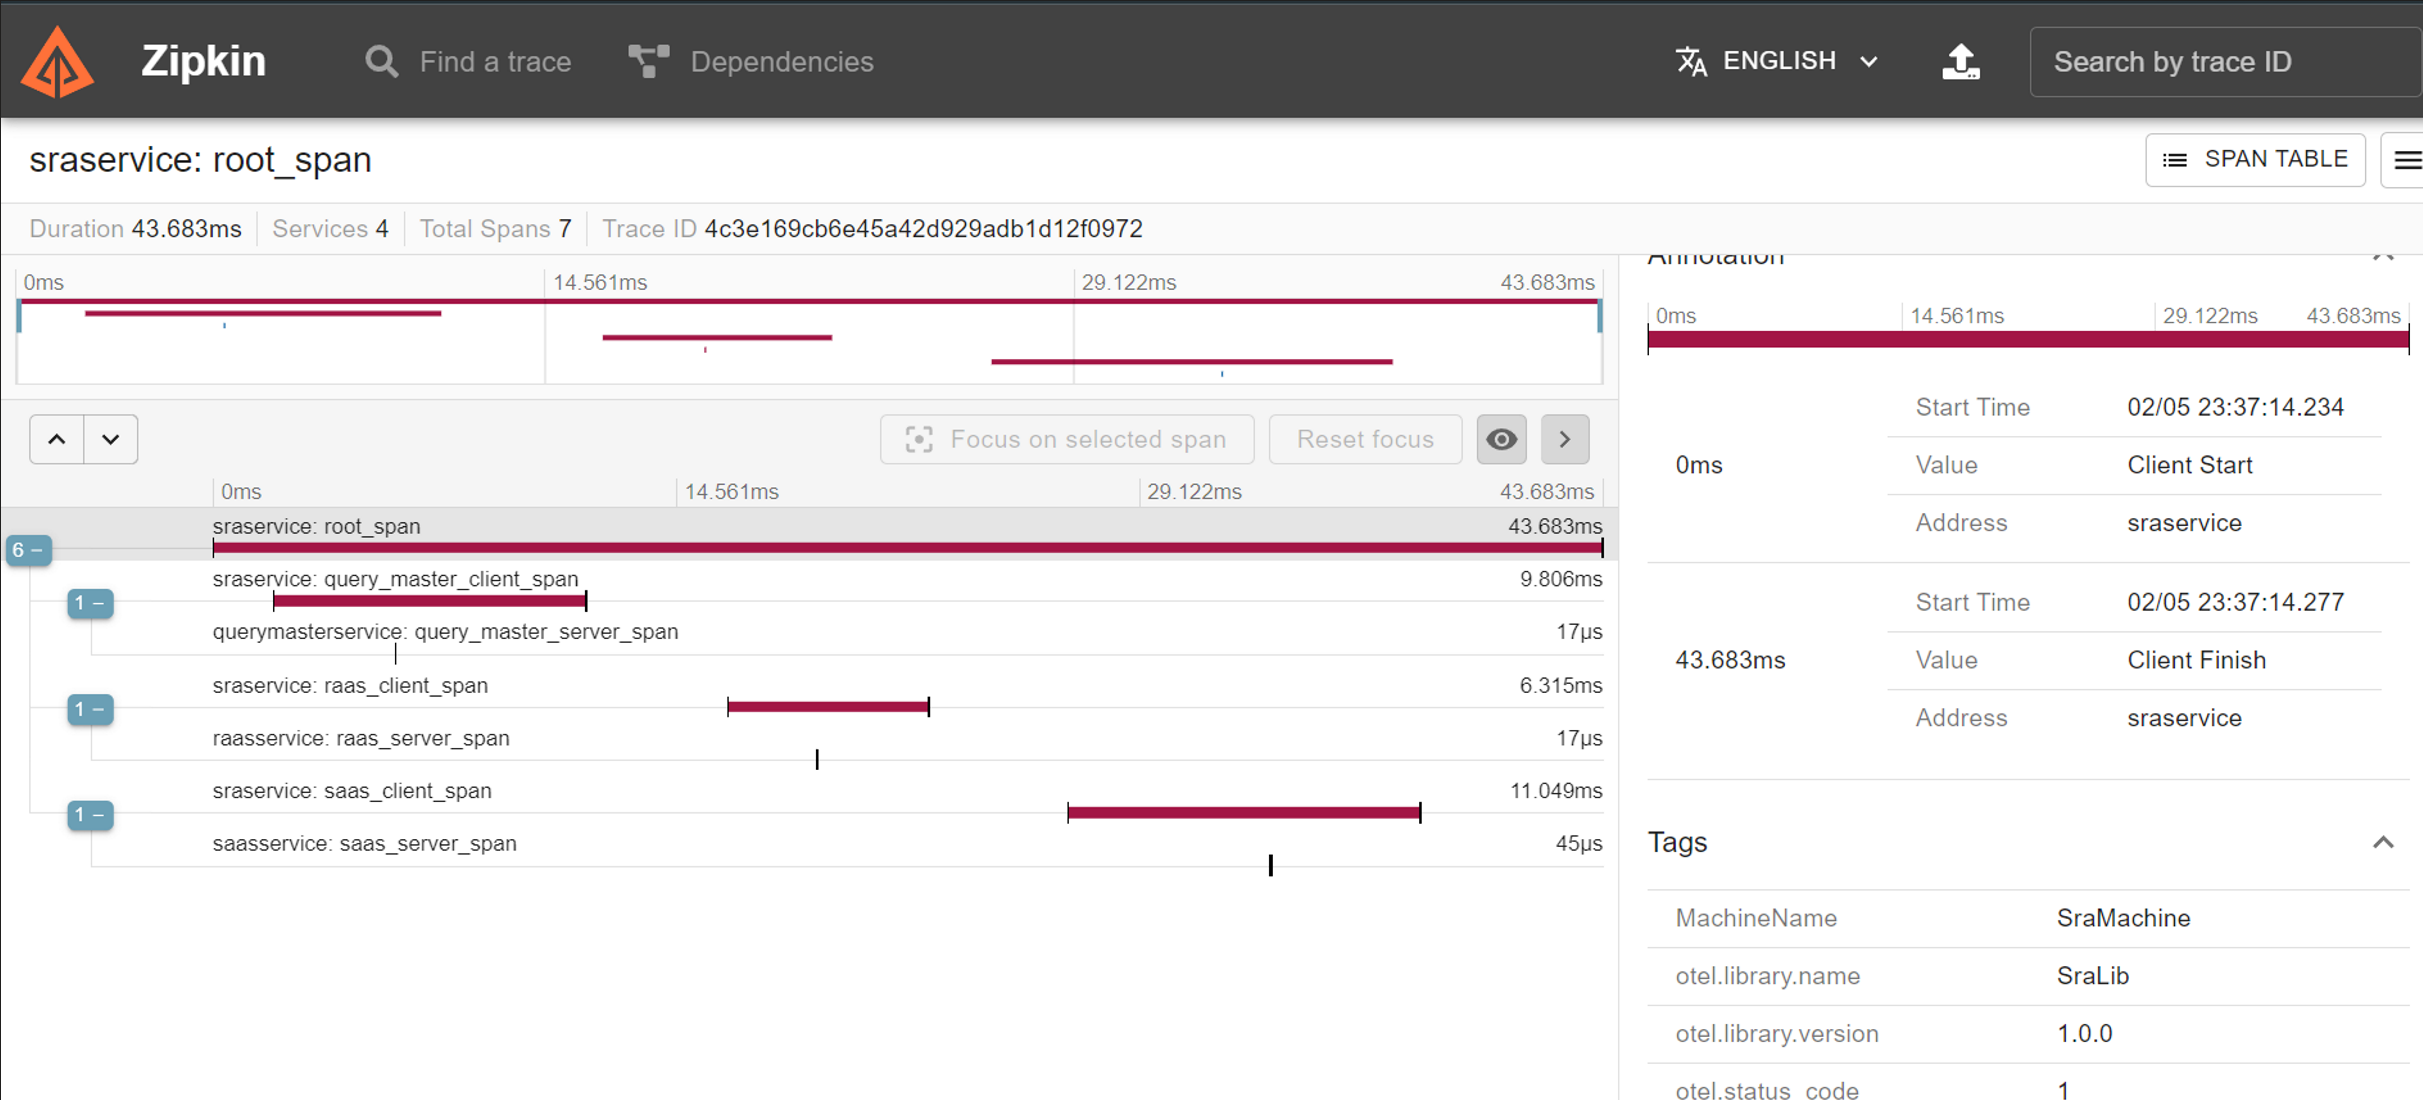 Zipkin Find a trace Dependencies ENGLISH Search by trace ID
sraservice: root_span SPAN TABLE
Duration 43.683ms Services 4 Total Spans 7 Trace ID 4c3e169cb6e45a42d929adb1d12f0972
0ms 14.561ms 29.122ms 43.683ms
Focus on selected span Reset focus
0ms 14.561ms 29.122ms 43.683ms
sraservice: root_span 43.683ms
6 –
sraservice: query_master_client_span 9.806ms
1 –
querymasterservice: query_master_server_span 17μs
sraservice: raas_client_span 6.315ms
1 –
raasservice: raas_server_span 17μs
sraservice: saas_client_span 11.049ms
1 –
saasservice: saas_server_span 45μs
Annotation
0ms 14.561ms 29.122ms 43.683ms
Start Time 02/05 23:37:14.234
0ms Value Client Start
Address sraservice
Start Time 02/05 23:37:14.277
43.683ms Value Client Finish
Address sraservice
Tags
MachineName SraMachine
otel.library.name SraLib
otel.library.version 1.0.0
otel.status_code 1